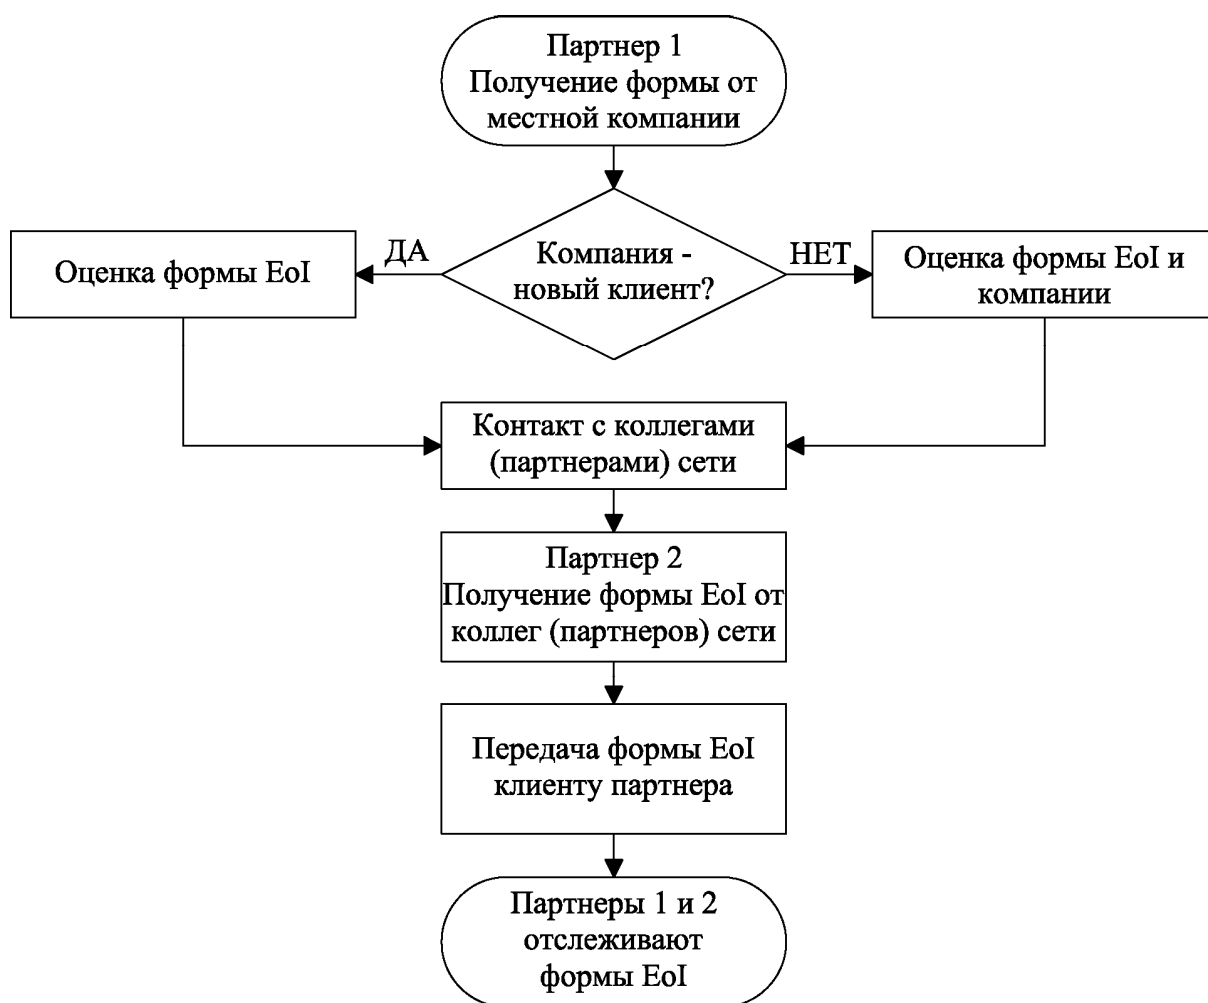 Партнер 1
Получение формы от
местной компании
ДА
Компания -
новый клиент?
НЕТ
Оценка формы EoI
Оценка формы EoI и
компании
Контакт с коллегами
(партнерами) сети
Партнер 2
Получение формы EoI от
коллег (партнеров) сети
Передача формы EoI
клиенту партнера
Партнеры 1 и 2
отслеживают
формы EoI